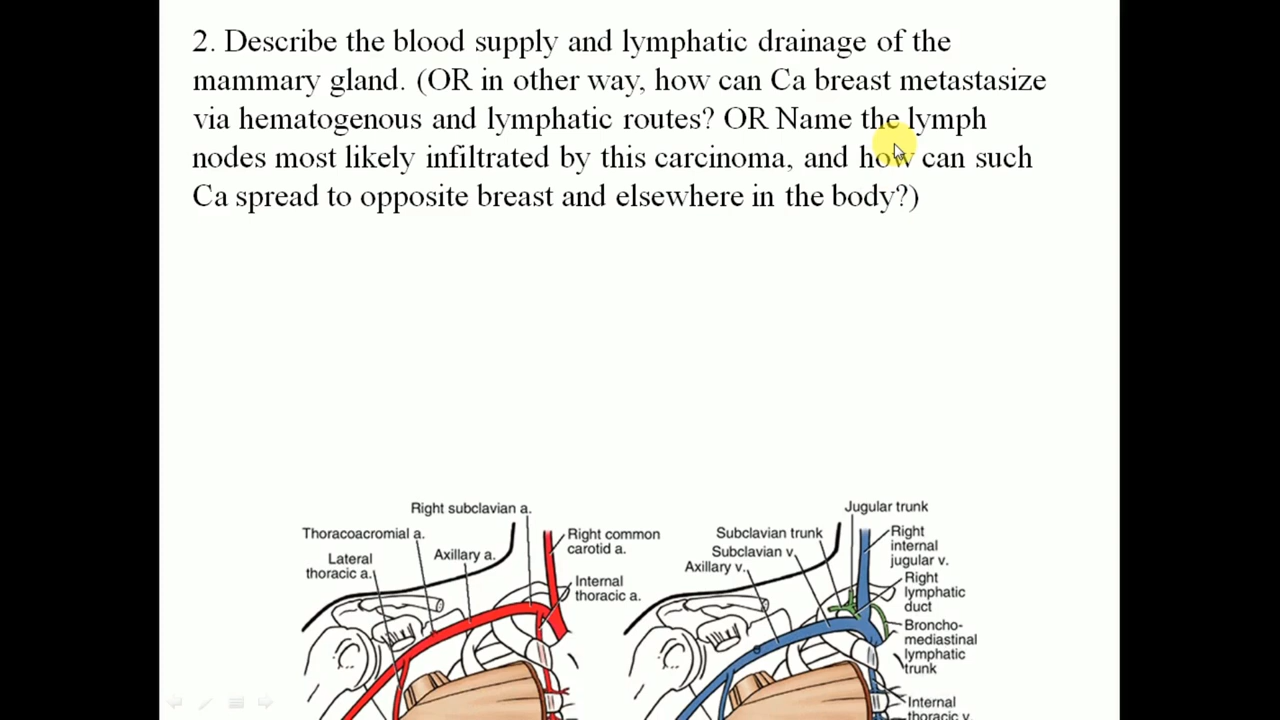 2. Describe the blood supply and lymphatic drainage of the
mammary gland. (OR in other way, how can Ca breast metastasize
via hematogenous and lymphatic routes? OR Name the lymph
nodes most likely infiltrated by this carcinoma, and how can such
Ca spread to opposite breast and elsewhere in the body?)
Right subclavian a.
Thoracoacromial a.
Lateral
thoracic a.
Axillary a.
Right common
carotid a.
Internal
thoracic a.
Jugular trunk
Subclavian trunk
Subclavian v.
Axillary v.
Right
internal
jugular v.
Right
lymphatic
duct
Broncho-
mediastinal
lymphatic
trunk
Internal
thoracic v.